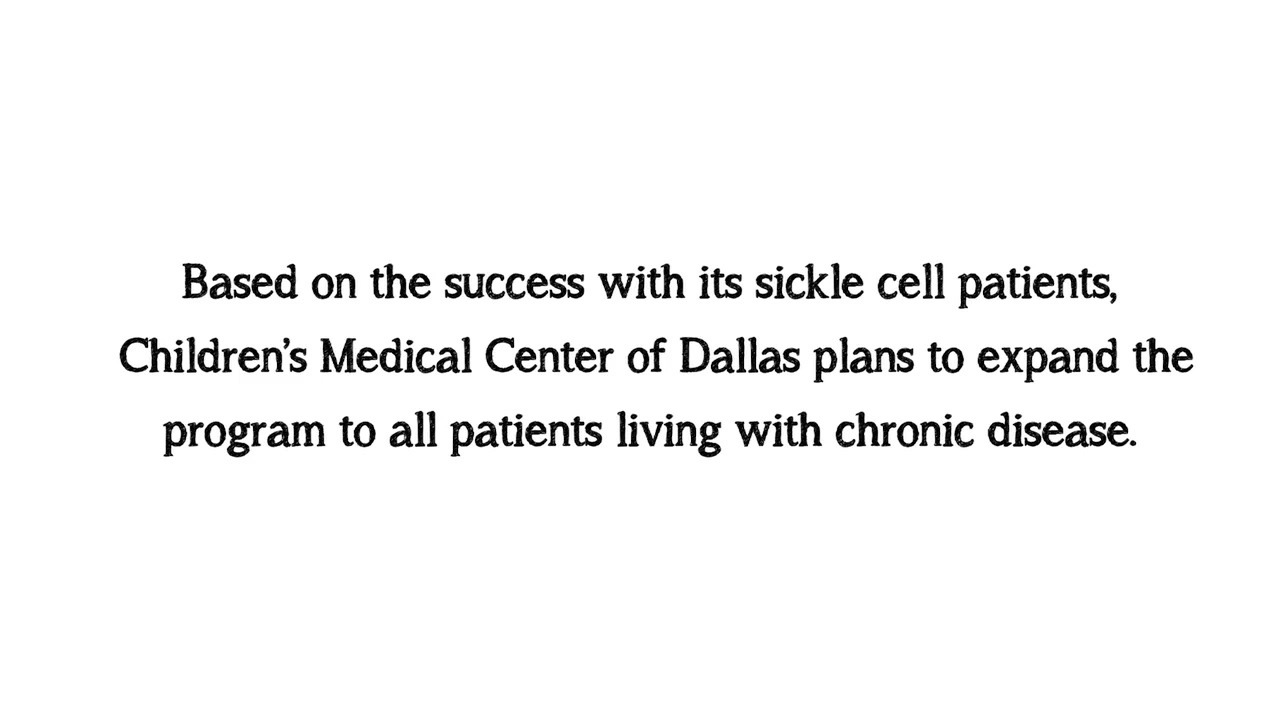 Based on the success with its sickle cell patients,
Children’s Medical Center of Dallas plans to expand the
program to all patients living with chronic disease.